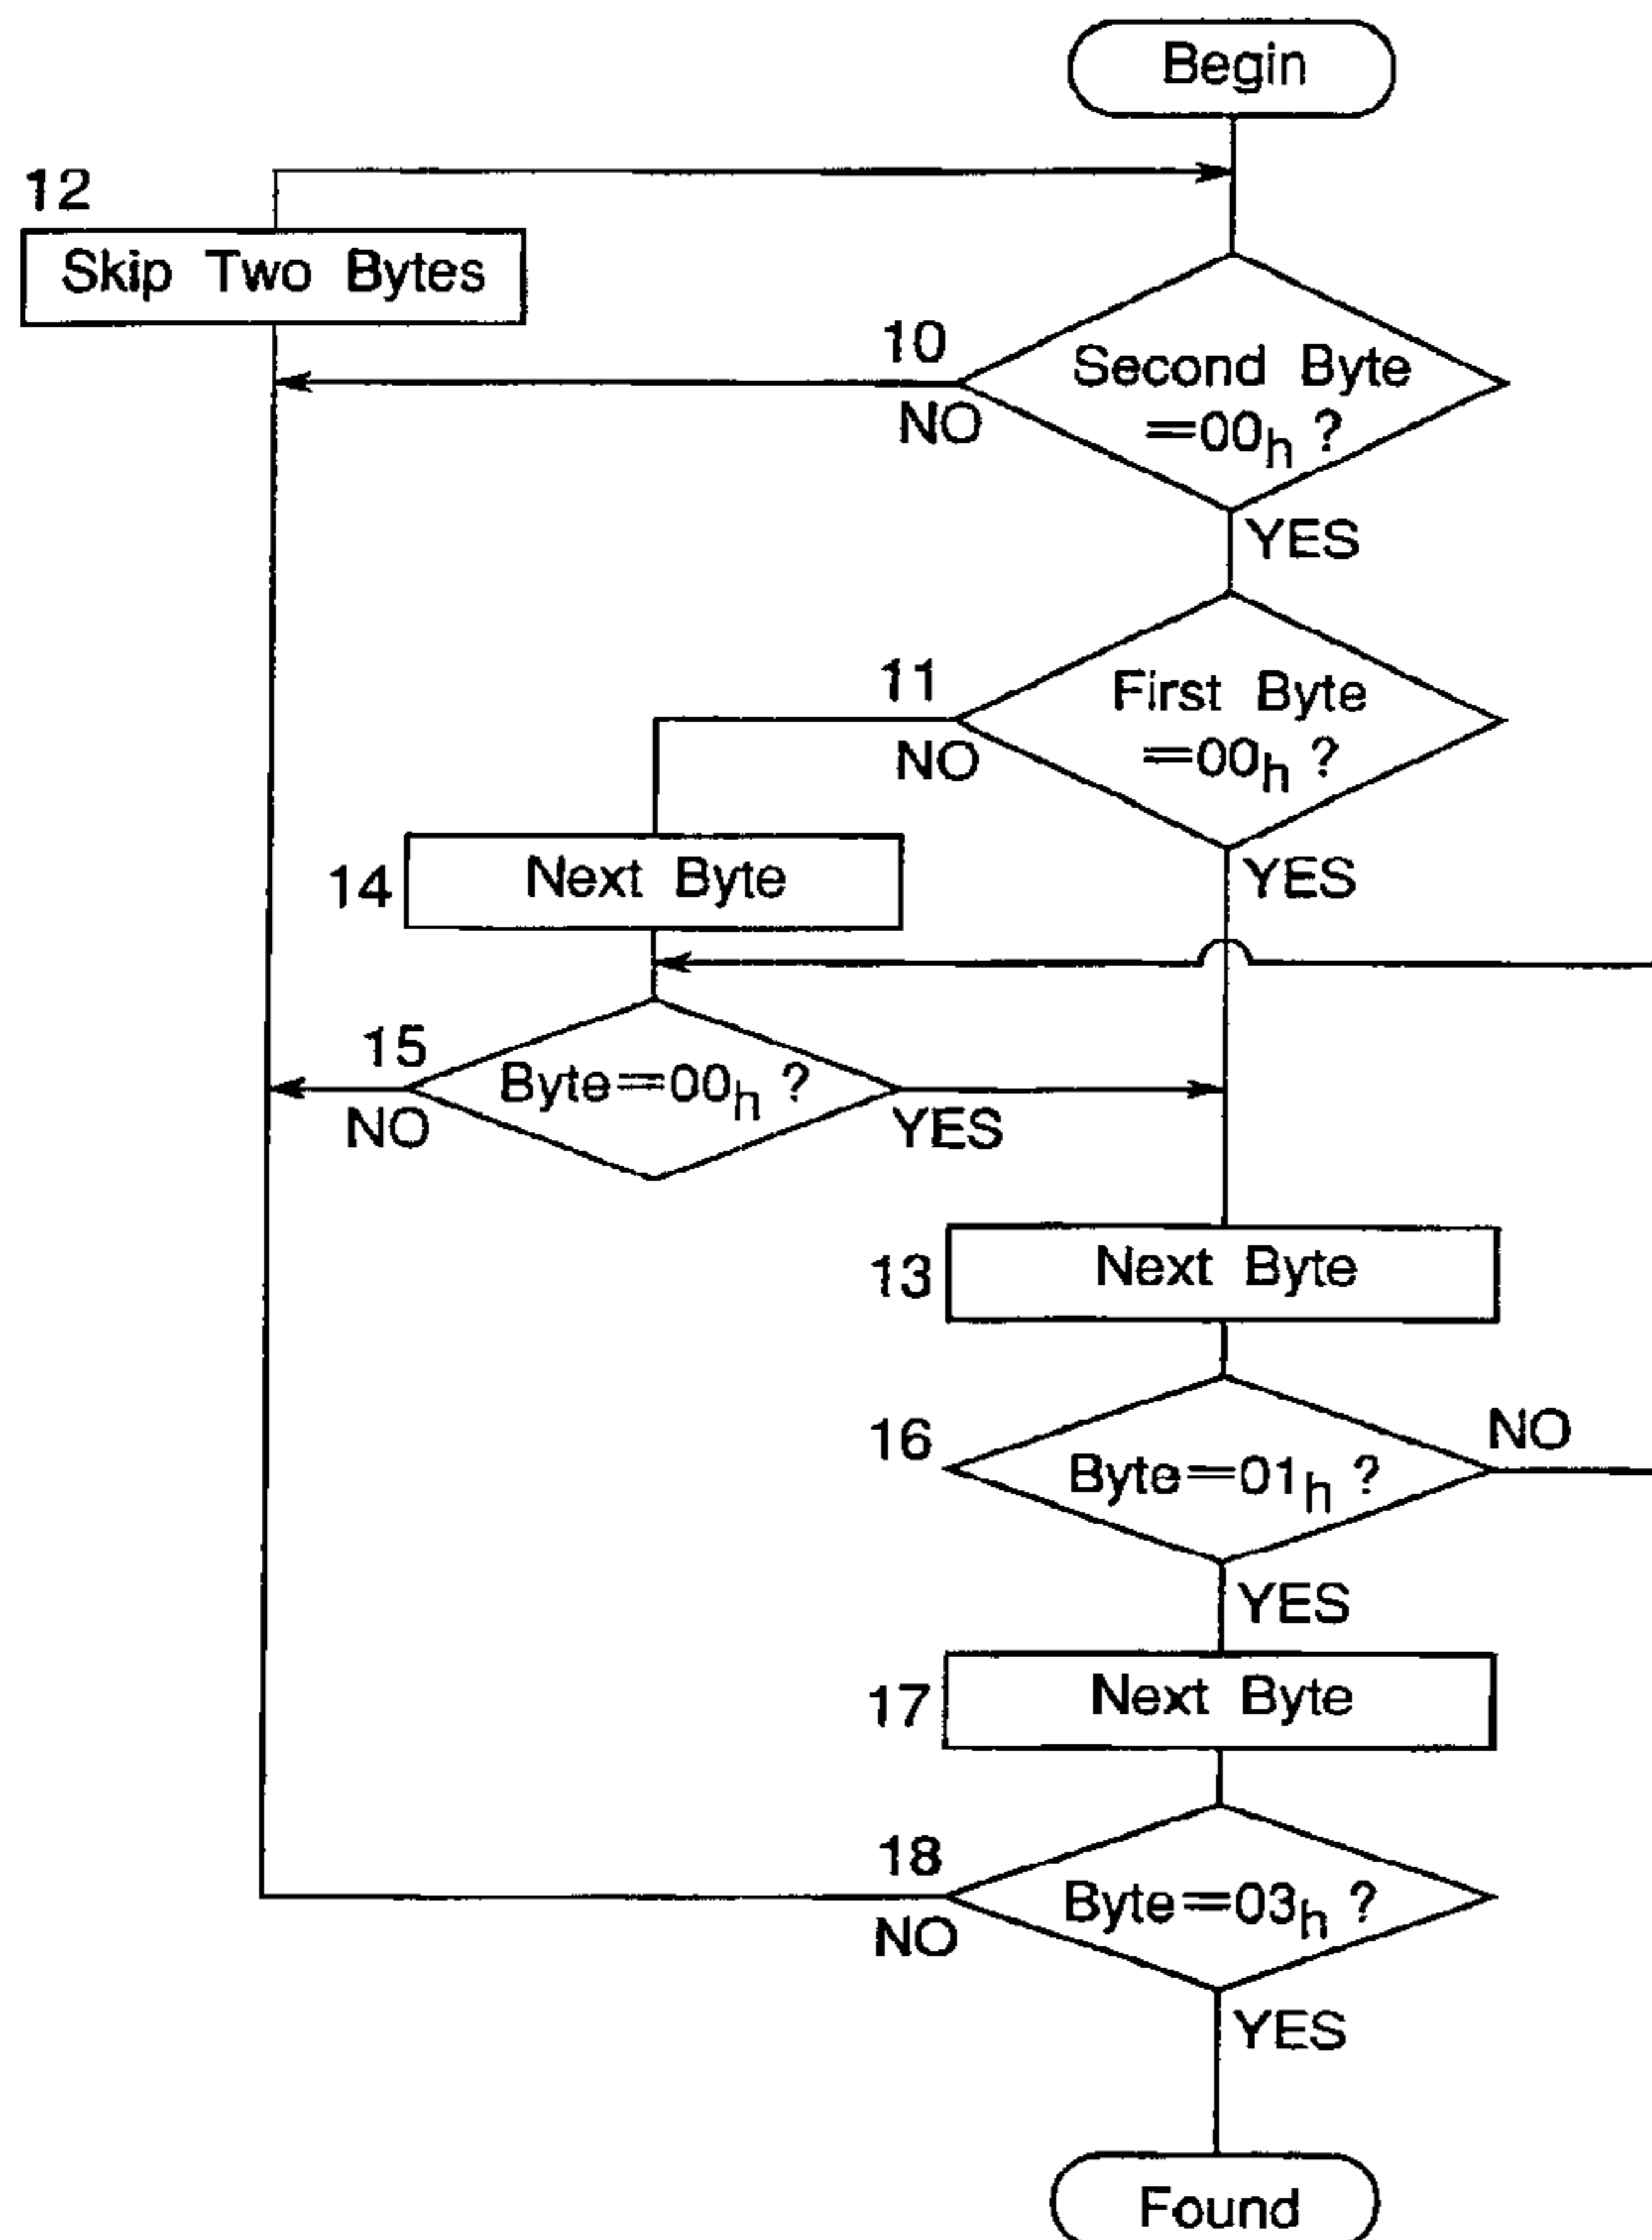 Begin
12
Skip Two Bytes
10
Second Byte
=00h ?
NO
YES
11
First Byte
=00h ?
NO
YES
14
Next Byte
15
Byte=00h ?
NO
YES
13
Next Byte
16
Byte=01h ?
NO
YES
17
Next Byte
18
Byte=03h ?
NO
YES
Found